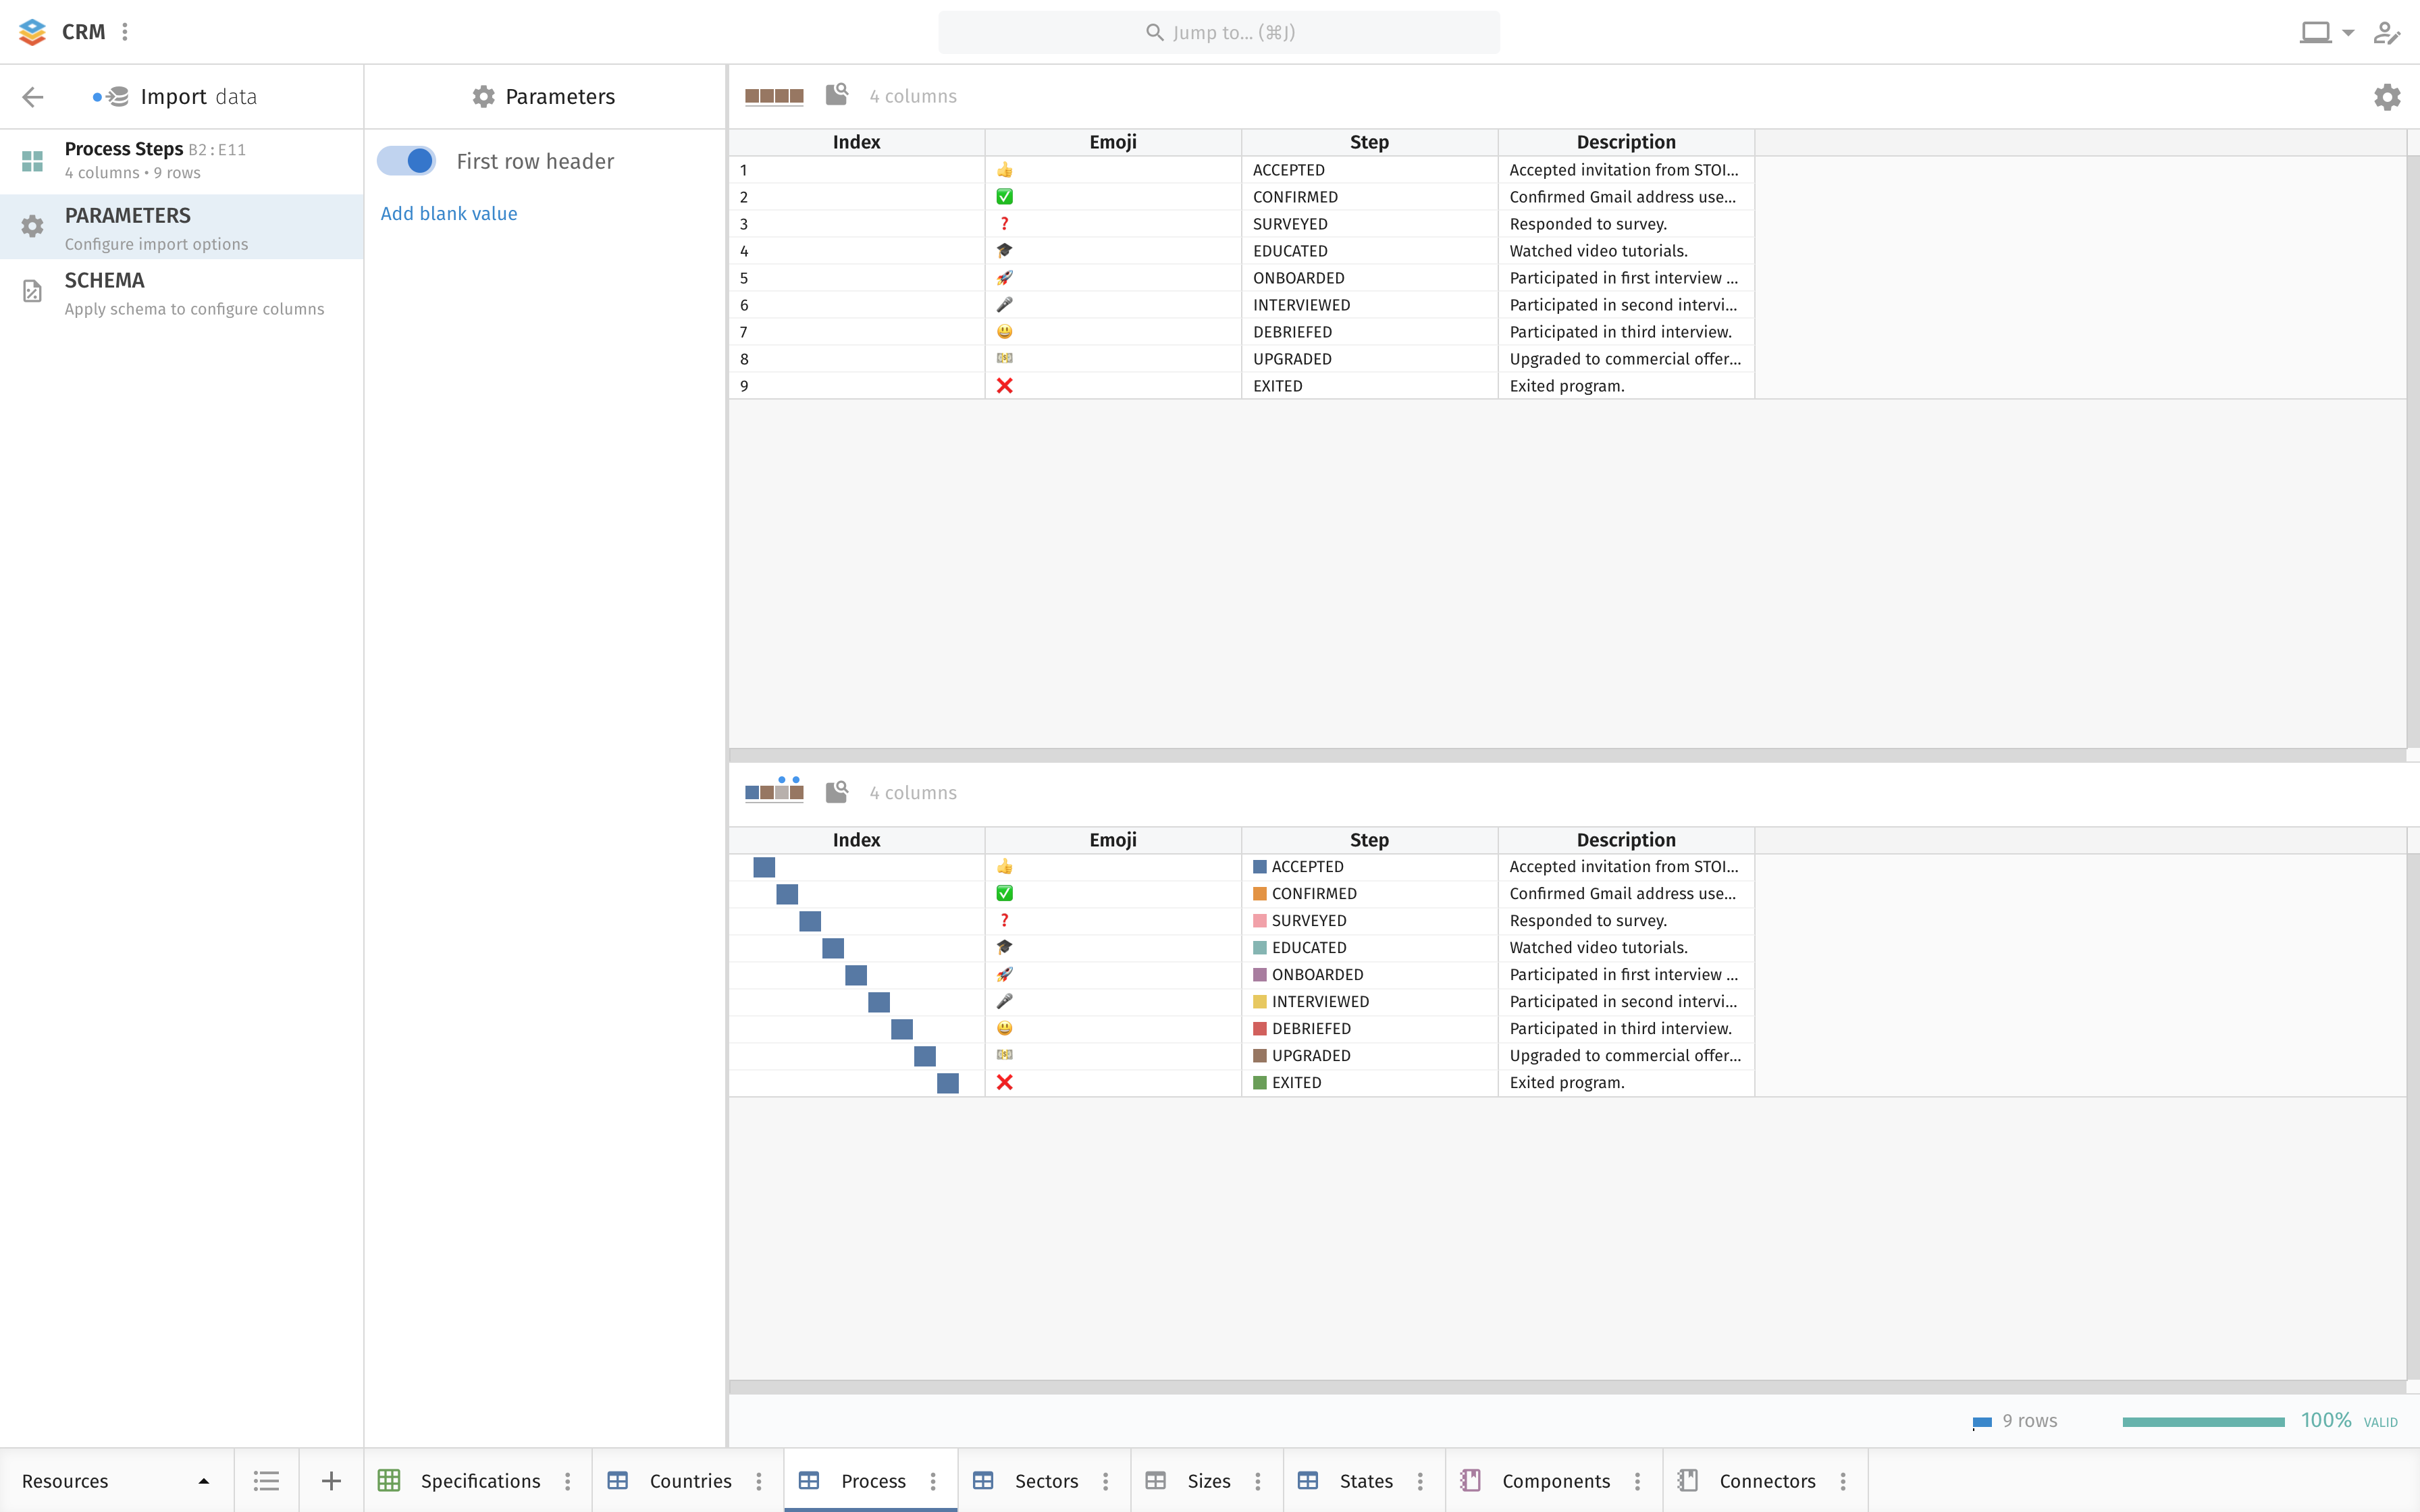 CRM
Jump to... (⌘J)
Import data
Parameters
4 columns
Process Steps B2:E11
4 columns • 9 rows
PARAMETERS
Configure import options
SCHEMA
Apply schema to configure columns
First row header
Add blank value
Index Emoji Step Description
1 👍 ACCEPTED Accepted invitation from STOI...
2 ✅ CONFIRMED Confirmed Gmail address use...
3 ❓ SURVEYED Responded to survey.
4 🎓 EDUCATED Watched video tutorials.
5 🚀 ONBOARDED Participated in first interview ...
6 🎤 INTERVIEWED Participated in second intervi...
7 😃 DEBRIEFED Participated in third interview.
8 💵 UPGRADED Upgraded to commercial offer...
9 ❌ EXITED Exited program.
4 columns
Index Emoji Step Description
👍 ACCEPTED Accepted invitation from STOI...
✅ CONFIRMED Confirmed Gmail address use...
❓ SURVEYED Responded to survey.
🎓 EDUCATED Watched video tutorials.
🚀 ONBOARDED Participated in first interview ...
🎤 INTERVIEWED Participated in second intervi...
😃 DEBRIEFED Participated in third interview.
💵 UPGRADED Upgraded to commercial offer...
❌ EXITED Exited program.
9 rows 100% VALID
Resources Specifications Countries Process Sectors Sizes States Components Connectors